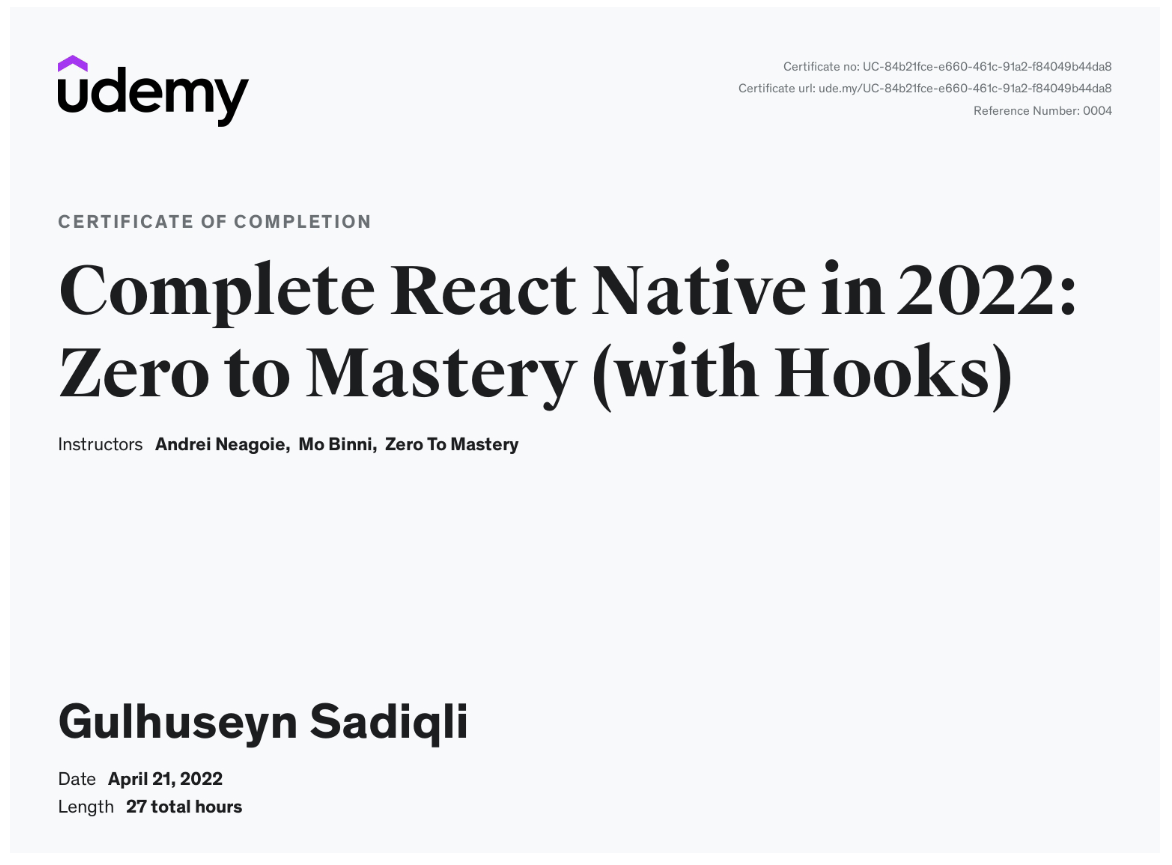 udemy
Certificate no: UC-84b21fce-e660-461c-91a2-f84049b44da8
Certificate url: ude.my/UC-84b21fce-e660-461c-91a2-f84049b44da8
Reference Number: 0004
CERTIFICATE OF COMPLETION
Complete React Native in 2022:
Zero to Mastery (with Hooks)
Instructors Andrei Neagoie, Mo Binni, Zero To Mastery
Gulhuseyn Sadiqli
Date April 21, 2022
Length 27 total hours